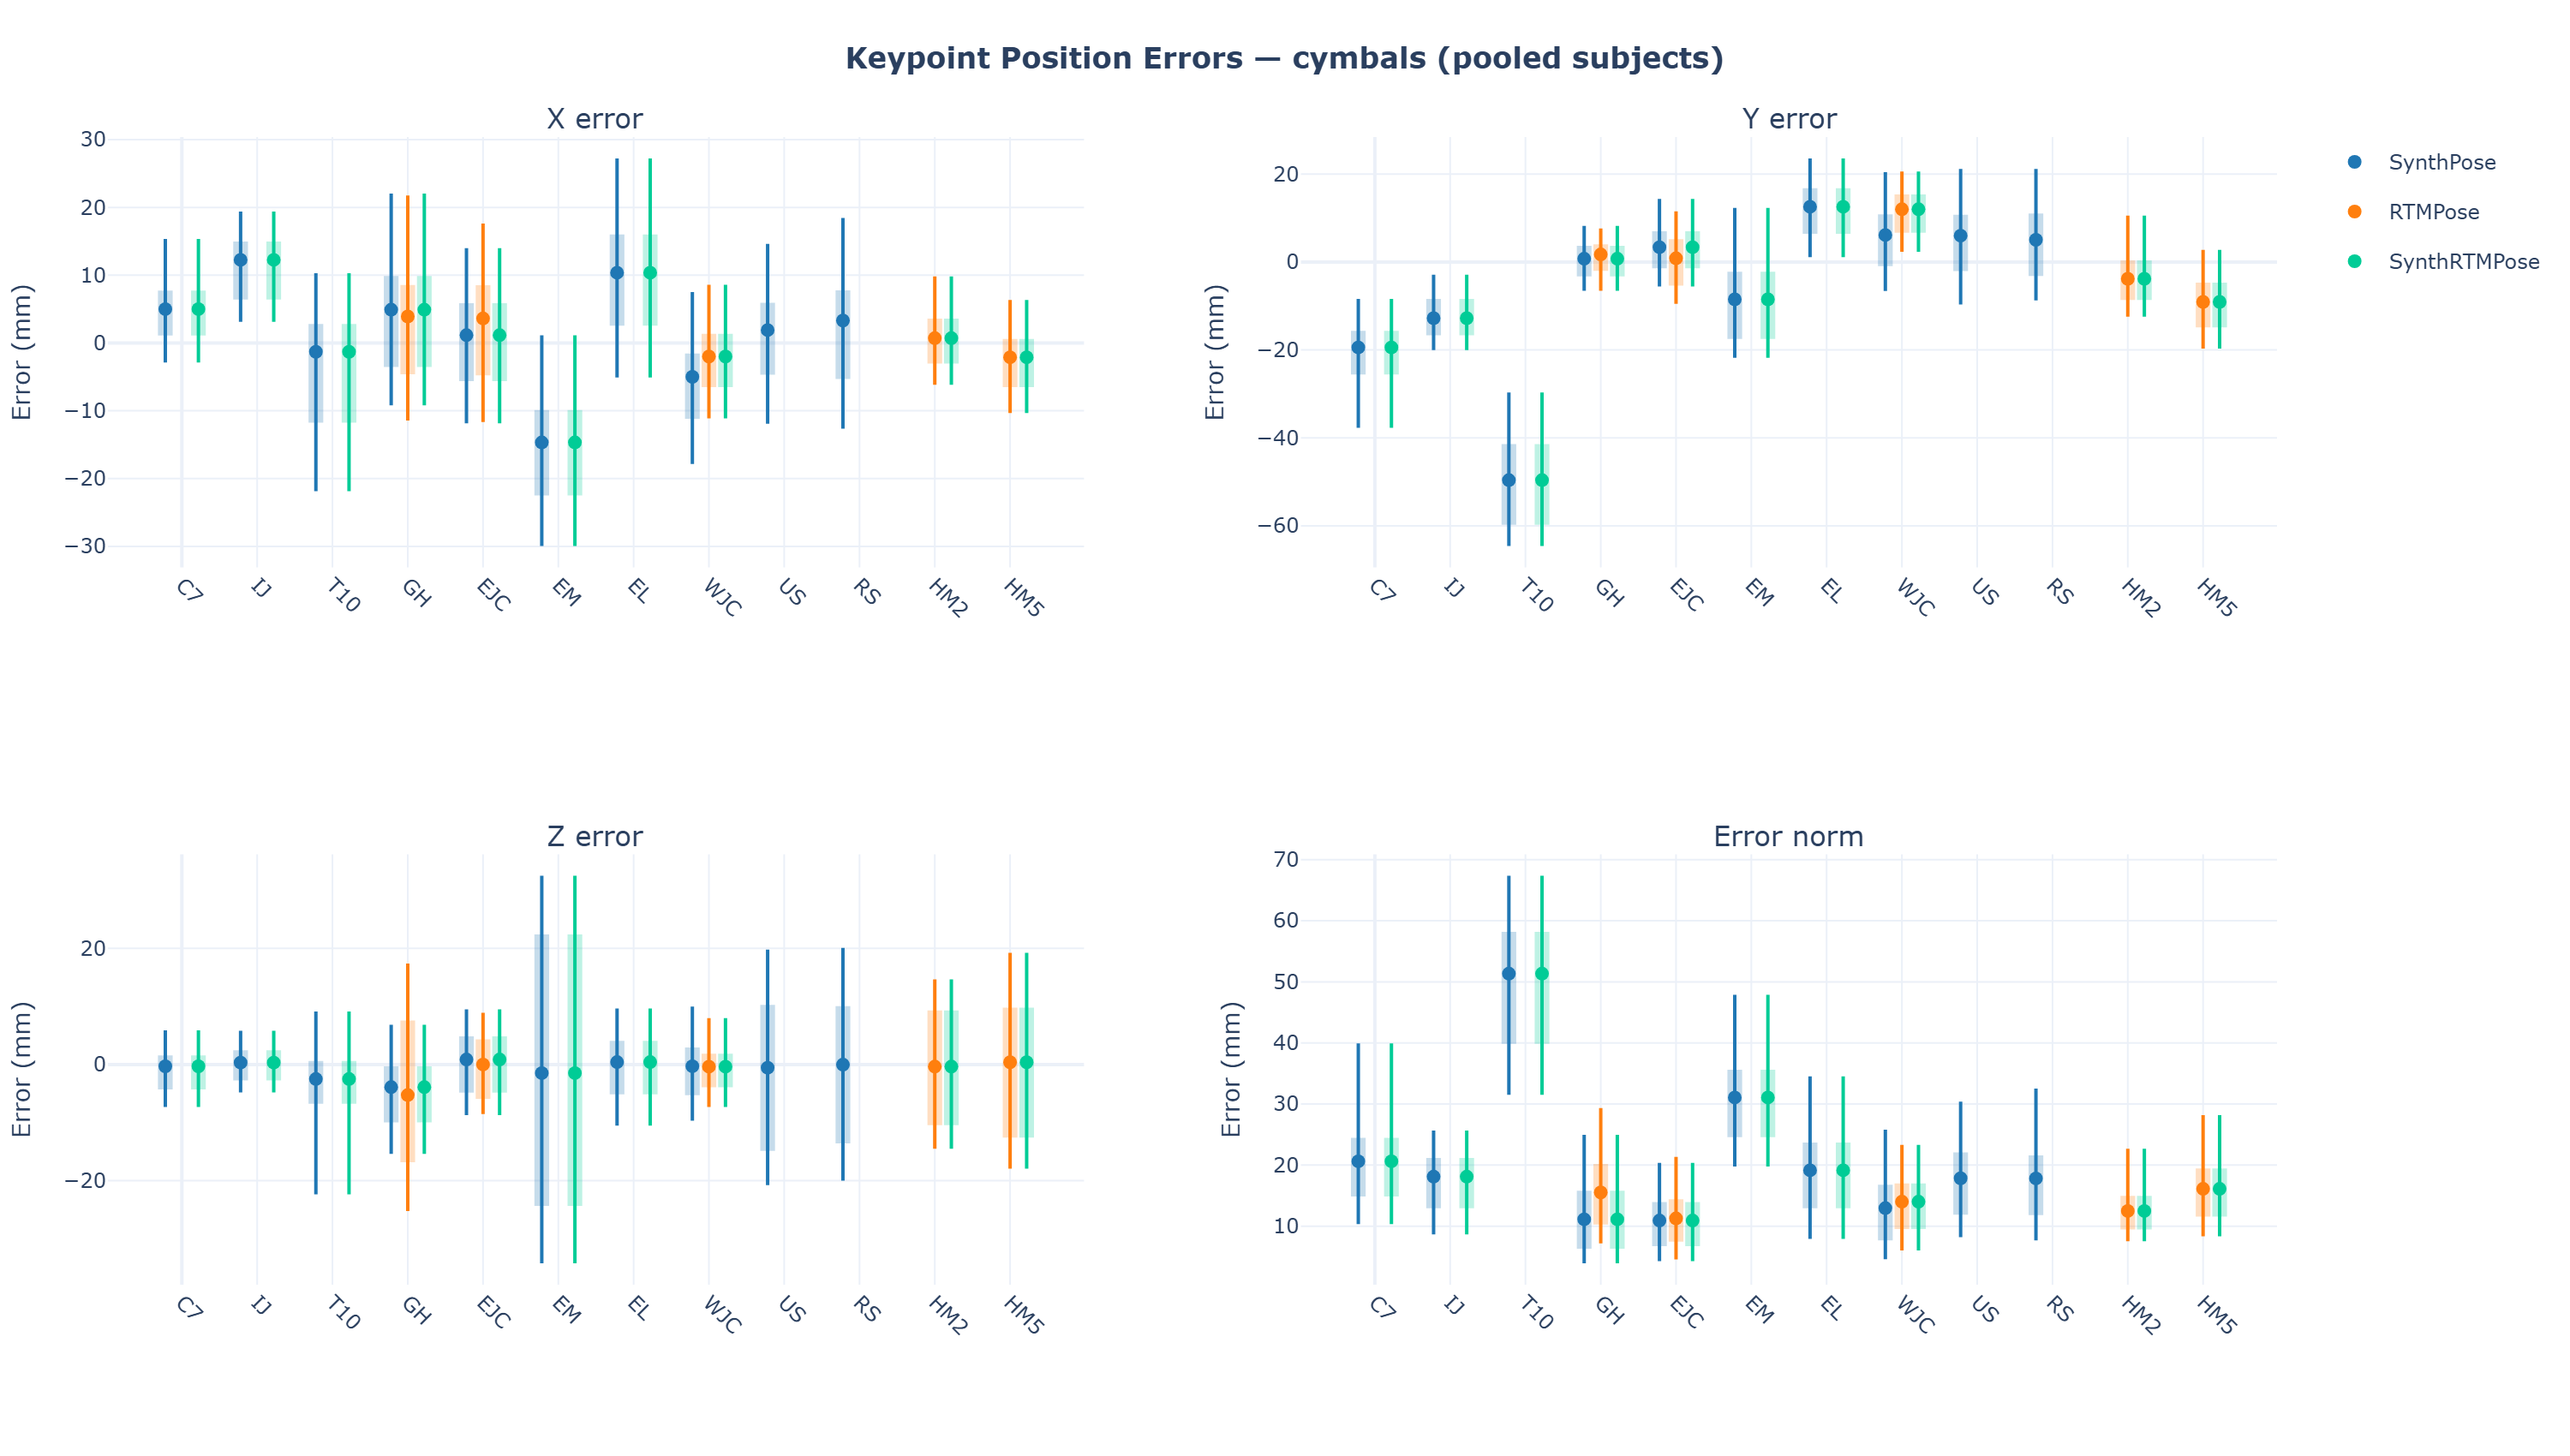 Keypoint Position Errors — cymbals (pooled subjects)
X error
Error (mm)
30
20
10
0
−10
−20
−30
C7
IJ
T10
GH
EJC
EM
EL
WJC
US
RS
HM2
HM5
Y error
Error (mm)
20
0
−20
−40
−60
C7
IJ
T10
GH
EJC
EM
EL
WJC
US
RS
HM2
HM5
SynthPose
RTMPose
SynthRTMPose
Z error
Error (mm)
20
0
−20
C7
IJ
T10
GH
EJC
EM
EL
WJC
US
RS
HM2
HM5
Error norm
Error (mm)
70
60
50
40
30
20
10
C7
IJ
T10
GH
EJC
EM
EL
WJC
US
RS
HM2
HM5